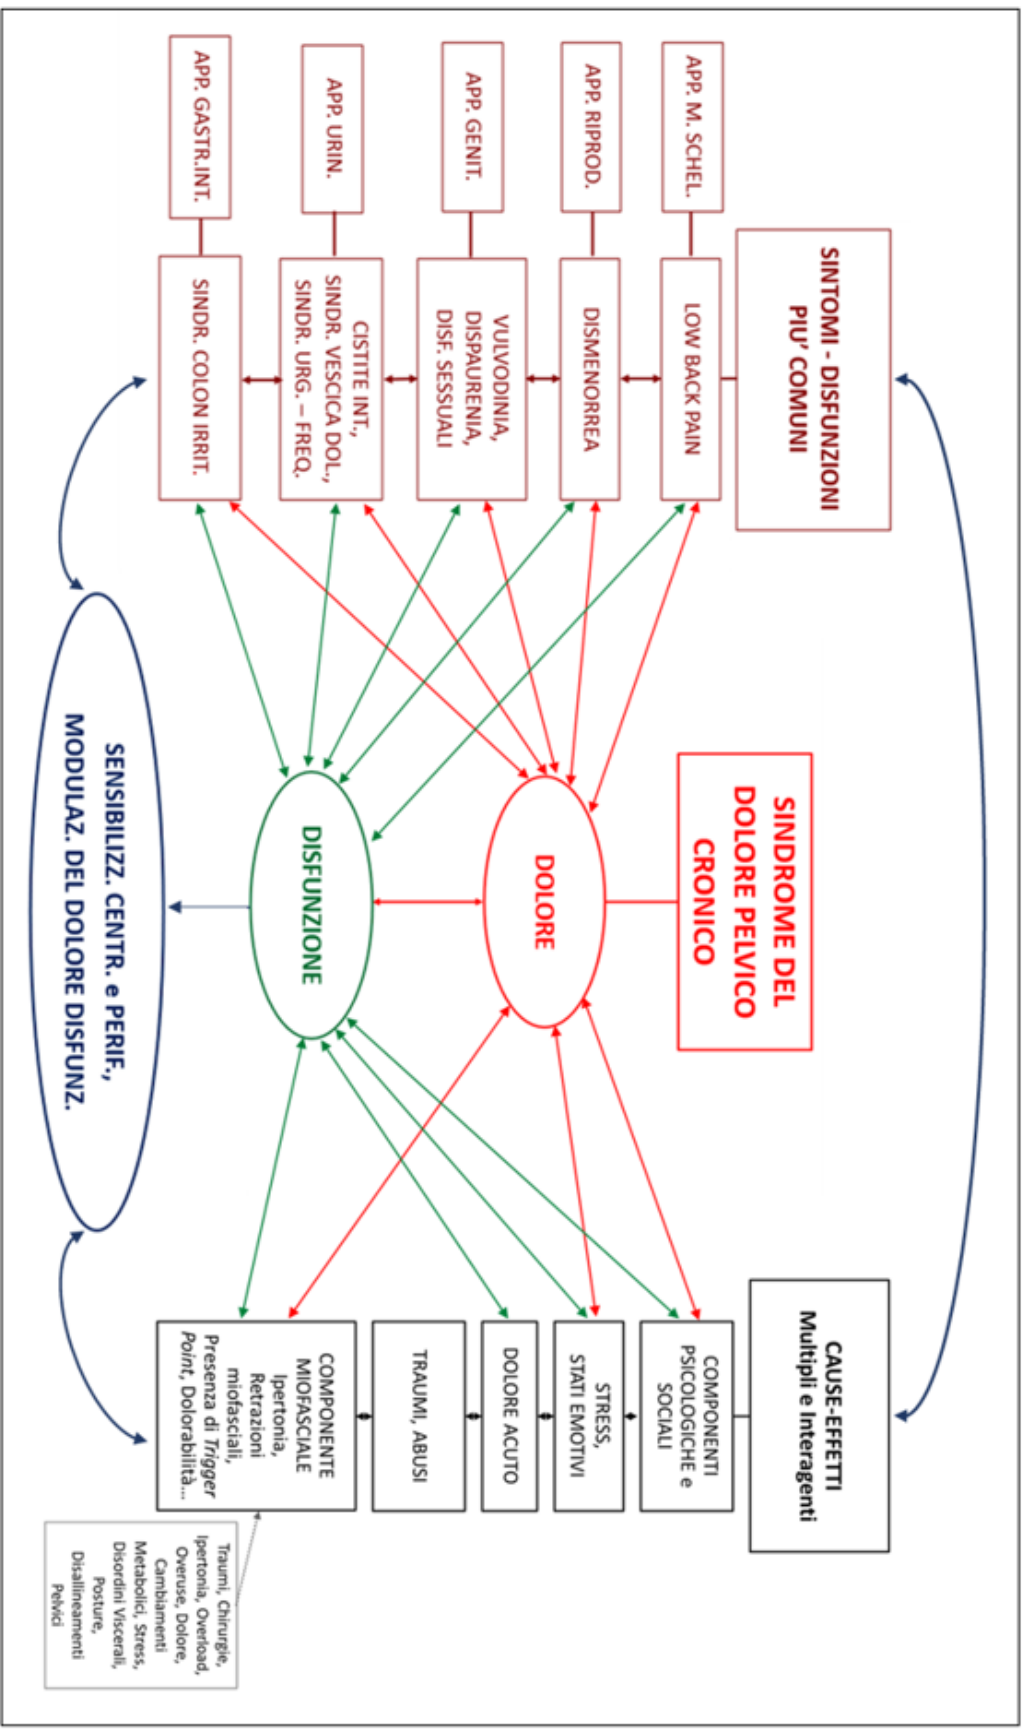 SINTOMI - DISFUNZIONI
PIU’ COMUNI
SINDROME DEL
DOLORE PELVICO
CRONICO
CAUSE-EFFETTI
Multipli e Interagenti
APP. M. SCHEL.
LOW BACK PAIN
APP. RIPROD.
DISMENORREA
APP. GENIT.
VULVODINIA,
DISPAURENIA,
DISF. SESSUALI
APP. URIN.
CISTITE INT.,
SINDR. VESCICA DOL.,
SINDR. URG. – FREQ.
APP. GASTR.INT.
SINDR. COLON IRRIT.
DOLORE
DISFUNZIONE
COMPONENTI
PSICOLOGICHE e
SOCIALI
STRESS,
STATI EMOTIVI
DOLORE ACUTO
TRAUMI, ABUSI
COMPONENTE
MIOFASCIALE
Ipertonia,
Retrazioni
miofasciali,
Presenza di Trigger
Point, Dolorabilità...
Traumi, Chirurgie,
Ipertonia, Overload,
Overuse, Dolore,
Cambiamenti
Metabolici, Stress,
Disordini Viscerali,
Posture,
Disallineamenti
Pelvici
SENSIBILIZZ. CENTR. e PERIF.,
MODULAZ. DEL DOLORE DISFUNZ.